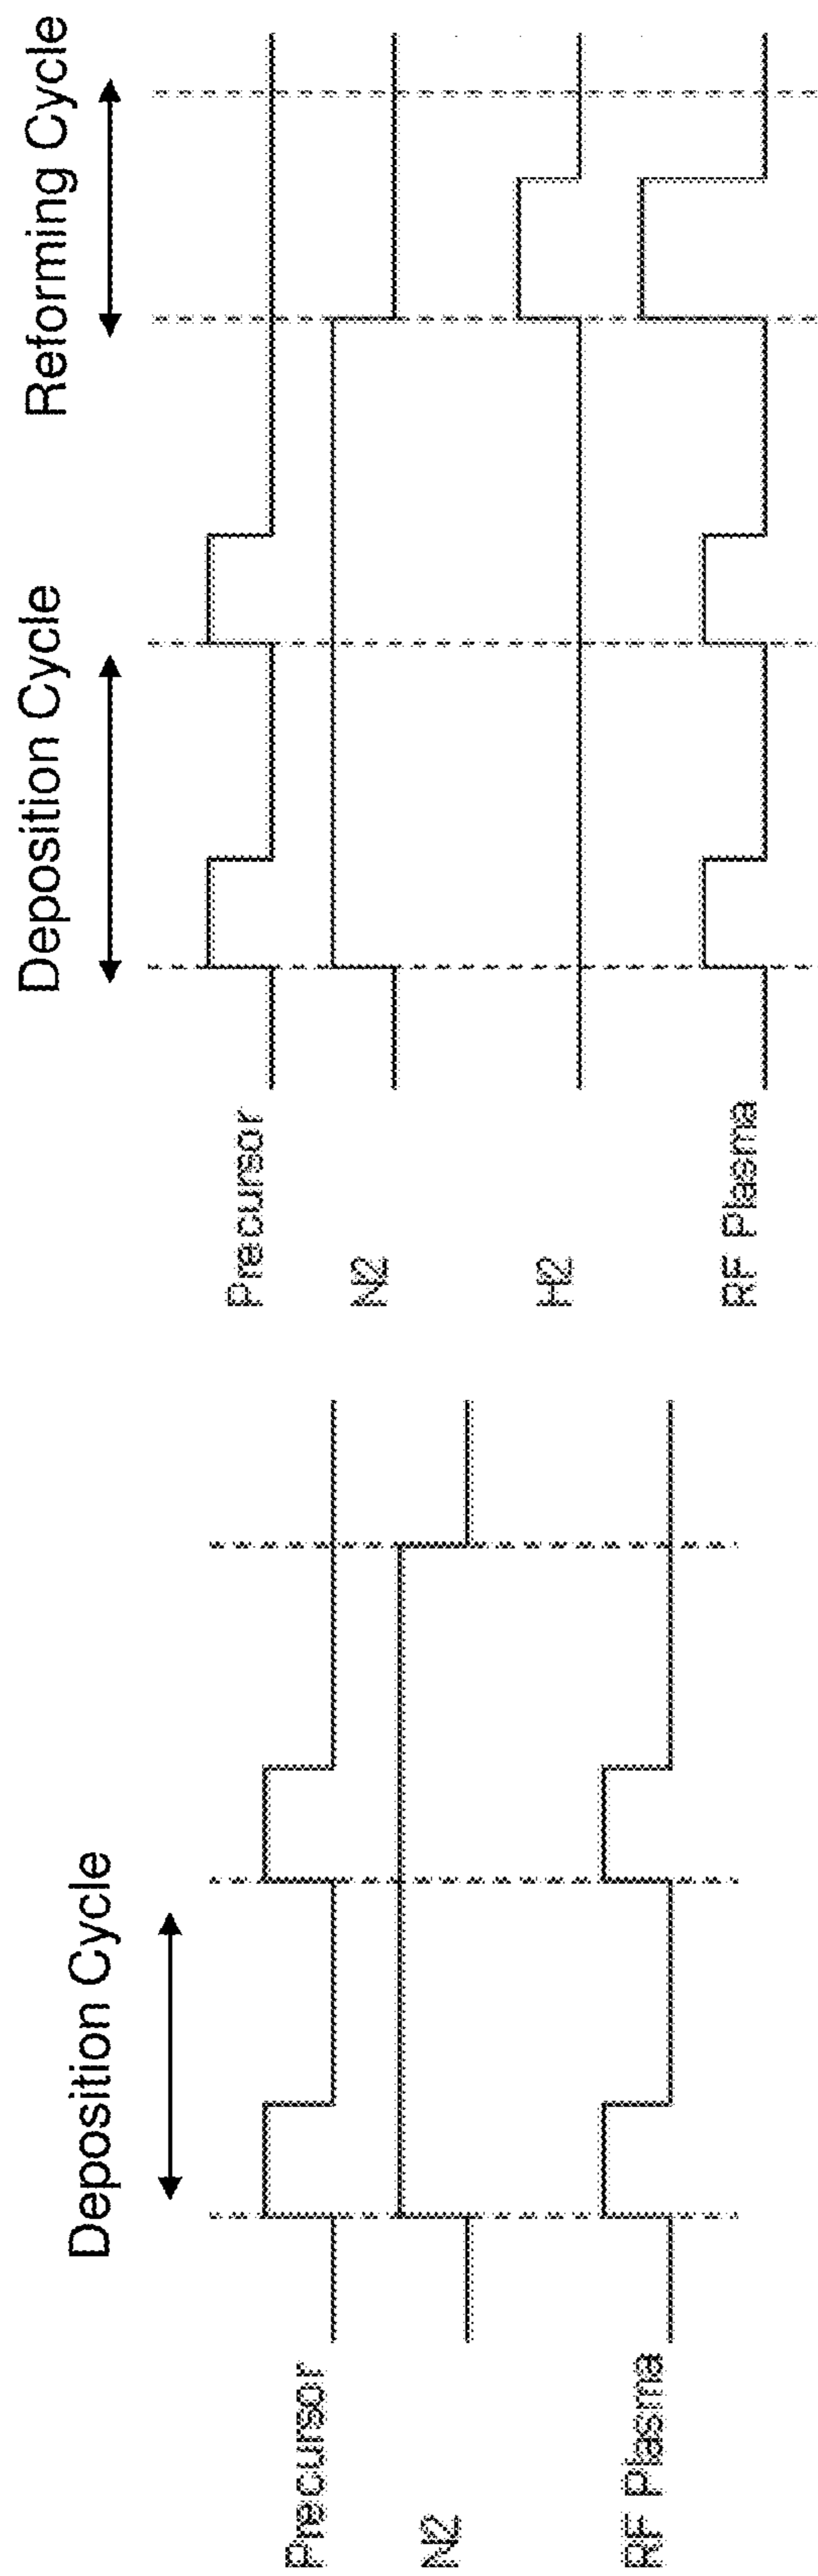 Deposition Cycle
Precursor
N2
RF Plasma
Deposition Cycle
Reforming Cycle
Precursor
N2
H2
RF Plasma